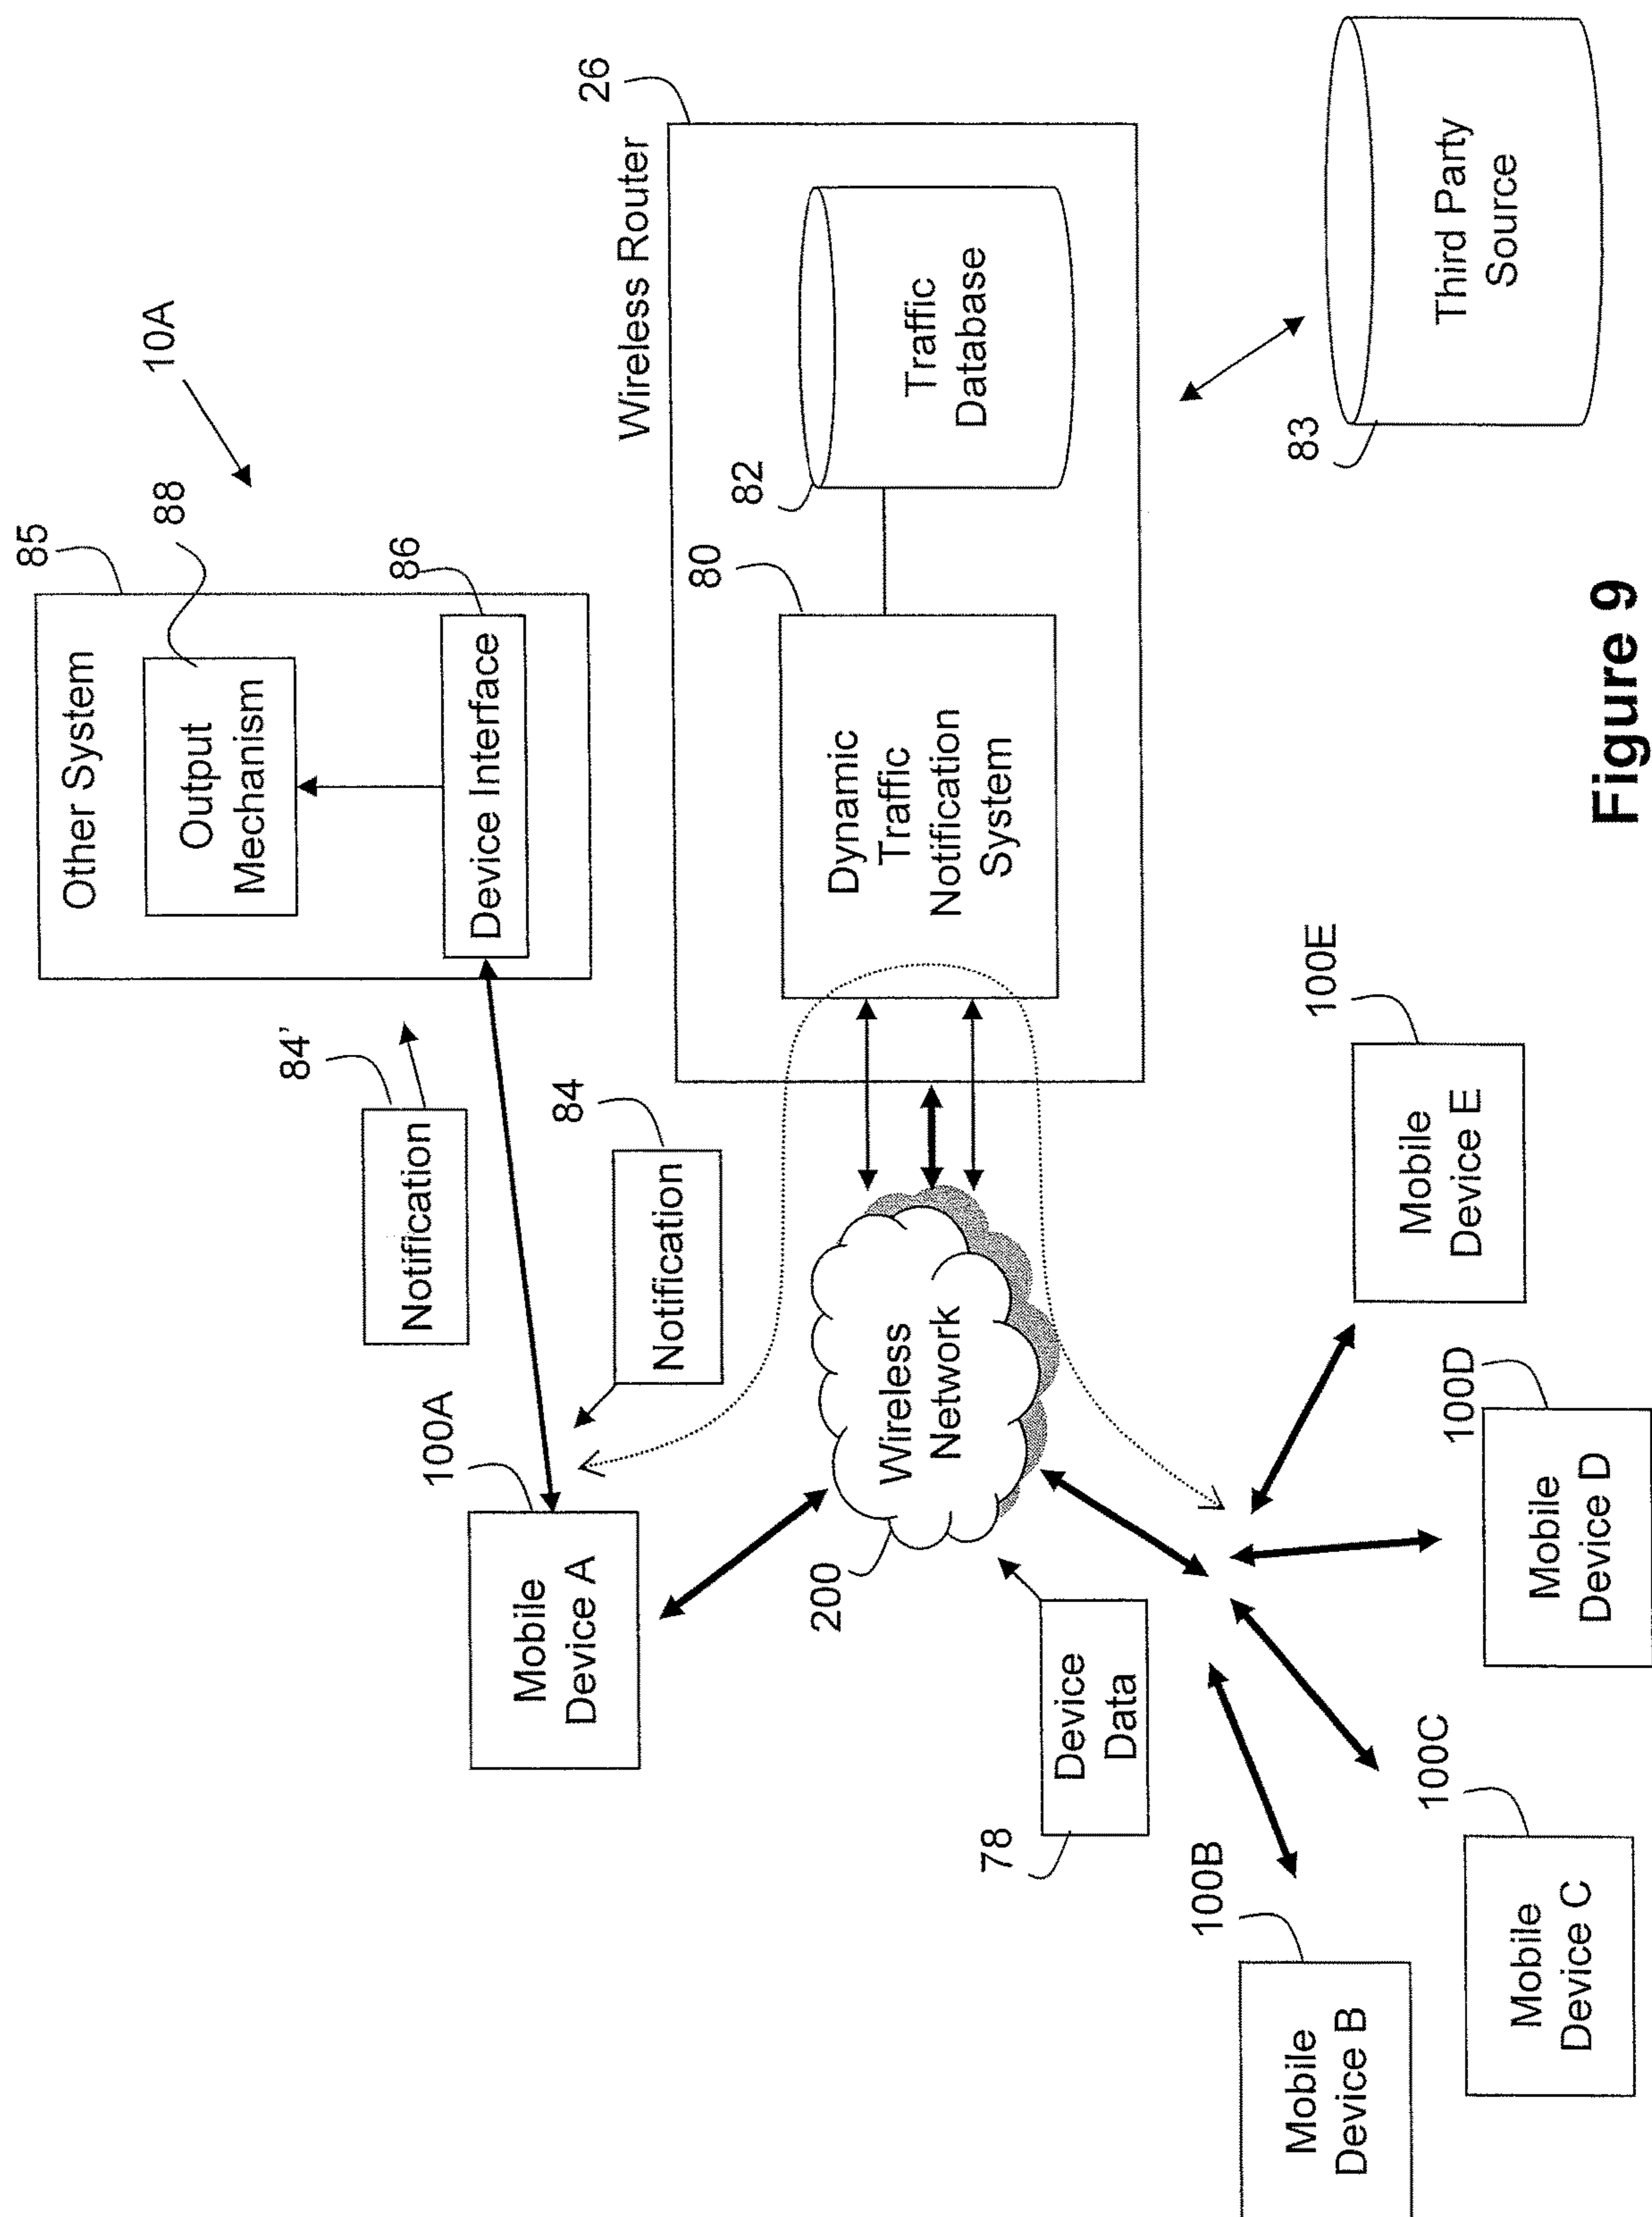 10A
85
Other System
88
Output
Mechanism
86
Device Interface
84’
Notification
84
Notification
100A
Mobile
Device A
Wireless Router
26
80
Dynamic
Traffic
Notification
System
82
Traffic
Database
83
Third Party
Source
200
Wireless
Network
78
Device
Data
100B
Mobile
Device B
100C
Mobile
Device C
100D
Mobile
Device D
100E
Mobile
Device E
Figure 9